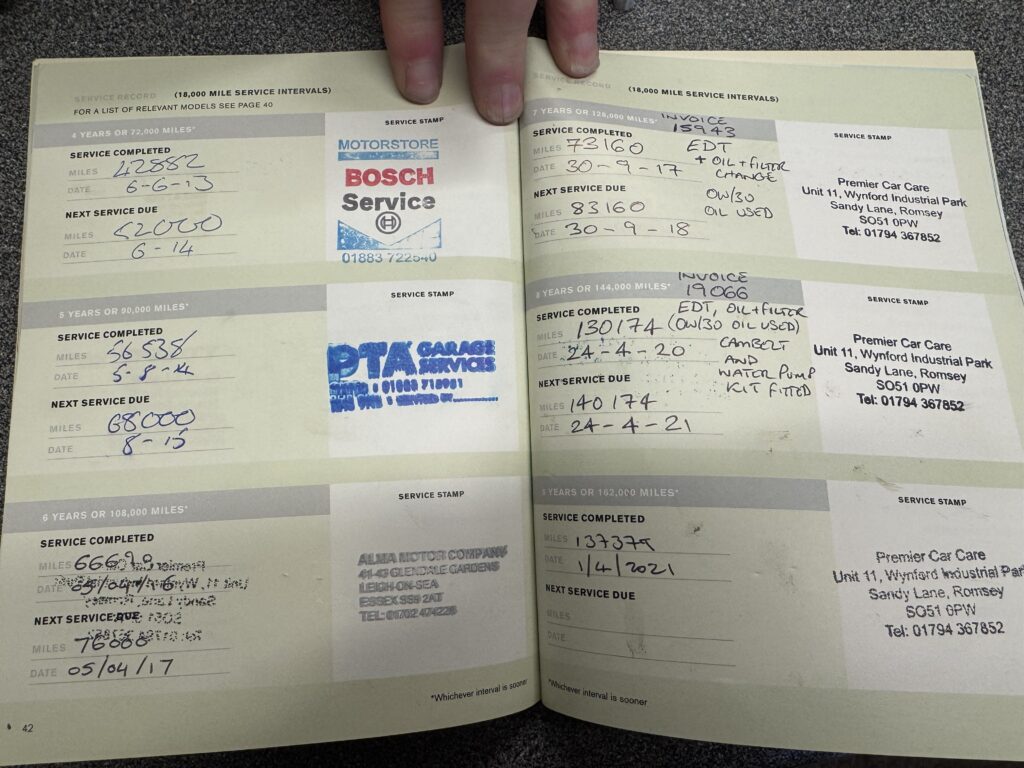 SERVICE RECORD (18,000 MILE SERVICE INTERVALS)
FOR A LIST OF RELEVANT MODELS SEE PAGE 40
4 YEARS OR 72,000 MILES*
SERVICE STAMP
SERVICE COMPLETED
MILES 42882
DATE 6-6-13
NEXT SERVICE DUE
MILES
DATE 6-14
MOTORSTORE
BOSCH
Service
01883 722540
5 YEARS OR 90,000 MILES*
SERVICE STAMP
SERVICE COMPLETED
MILES 56538
DATE 5-8-14
NEXT SERVICE DUE
MILES 68000
DATE 8-15
PTA GARAGE
SERVICES
6 YEARS OR 108,000 MILES*
SERVICE STAMP
SERVICE COMPLETED
MILES
DATE
NEXT SERVICE DUE
MILES 76000
DATE 05/04/17
ALMA MOTOR COMPANY
41-43 GLENDALE GARDENS
LEIGH-ON-SEA
ESSEX SS9 2AT
TEL: 01702 474226
*Whichever interval is sooner
42
SERVICE RECORD (18,000 MILE SERVICE INTERVALS)
7 YEARS OR 126,000 MILES*
INVOICE
15943
SERVICE STAMP
SERVICE COMPLETED
MILES 73160
DATE 30-9-17
EDT
+ OIL + FILTER
CHANGE
0W/30
OIL USED
NEXT SERVICE DUE
MILES 83160
DATE 30-9-18
Premier Car Care
Unit 11, Wynford Industrial Park
Sandy Lane, Romsey
SO51 0PW
Tel: 01794 367852
8 YEARS OR 144,000 MILES*
INVOICE
19066
SERVICE STAMP
SERVICE COMPLETED
MILES 130174
DATE 24-4-20
EDT, OIL + FILTER
(0W/30 OIL USED)
CAMBELT
AND
WATER PUMP
KIT FITTED
NEXT SERVICE DUE
MILES 140174
DATE 24-4-21
Premier Car Care
Unit 11, Wynford Industrial Park
Sandy Lane, Romsey
SO51 0PW
Tel: 01794 367852
9 YEARS OR 162,000 MILES*
SERVICE STAMP
SERVICE COMPLETED
MILES 137379
DATE 1/4/2021
NEXT SERVICE DUE
MILES
DATE
Premier Car Care
Unit 11, Wynford Industrial Park
Sandy Lane, Romsey
SO51 0PW
Tel: 01794 367852
*Whichever interval is sooner